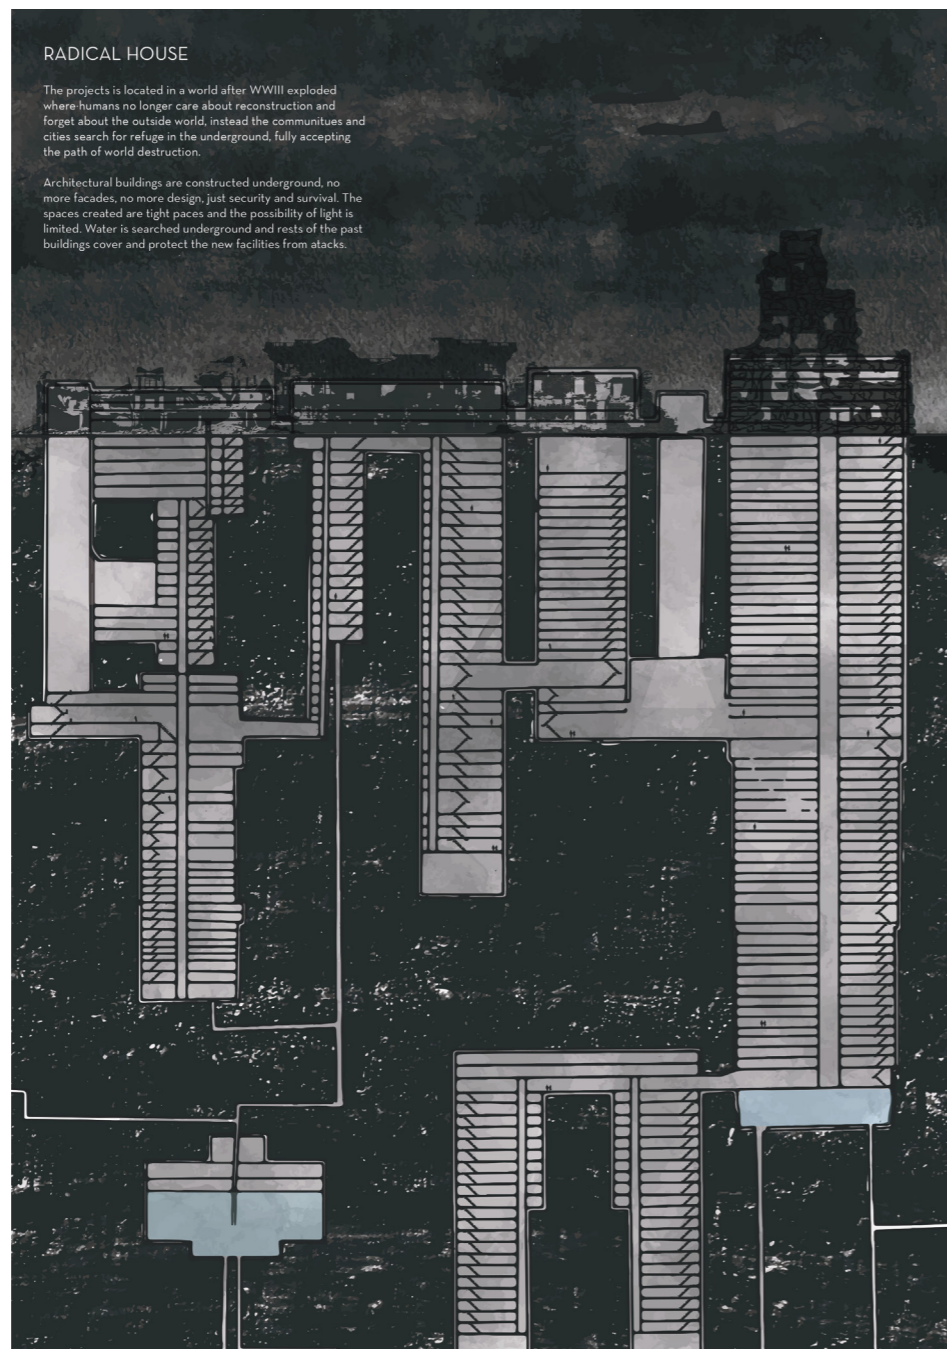 RADICAL HOUSE
The projects is located in a world after WWIII exploded
where humans no longer care about reconstruction and
forget about the outside world, instead the communitues and
cities search for refuge in the underground, fully accepting
the path of world destruction.
Architectural buildings are constructed underground, no
more facades, no more design, just security and survival. The
spaces created are tight paces and the possibility of light is
limited. Water is searched underground and rests of the past
buildings cover and protect the new facilities from atacks.